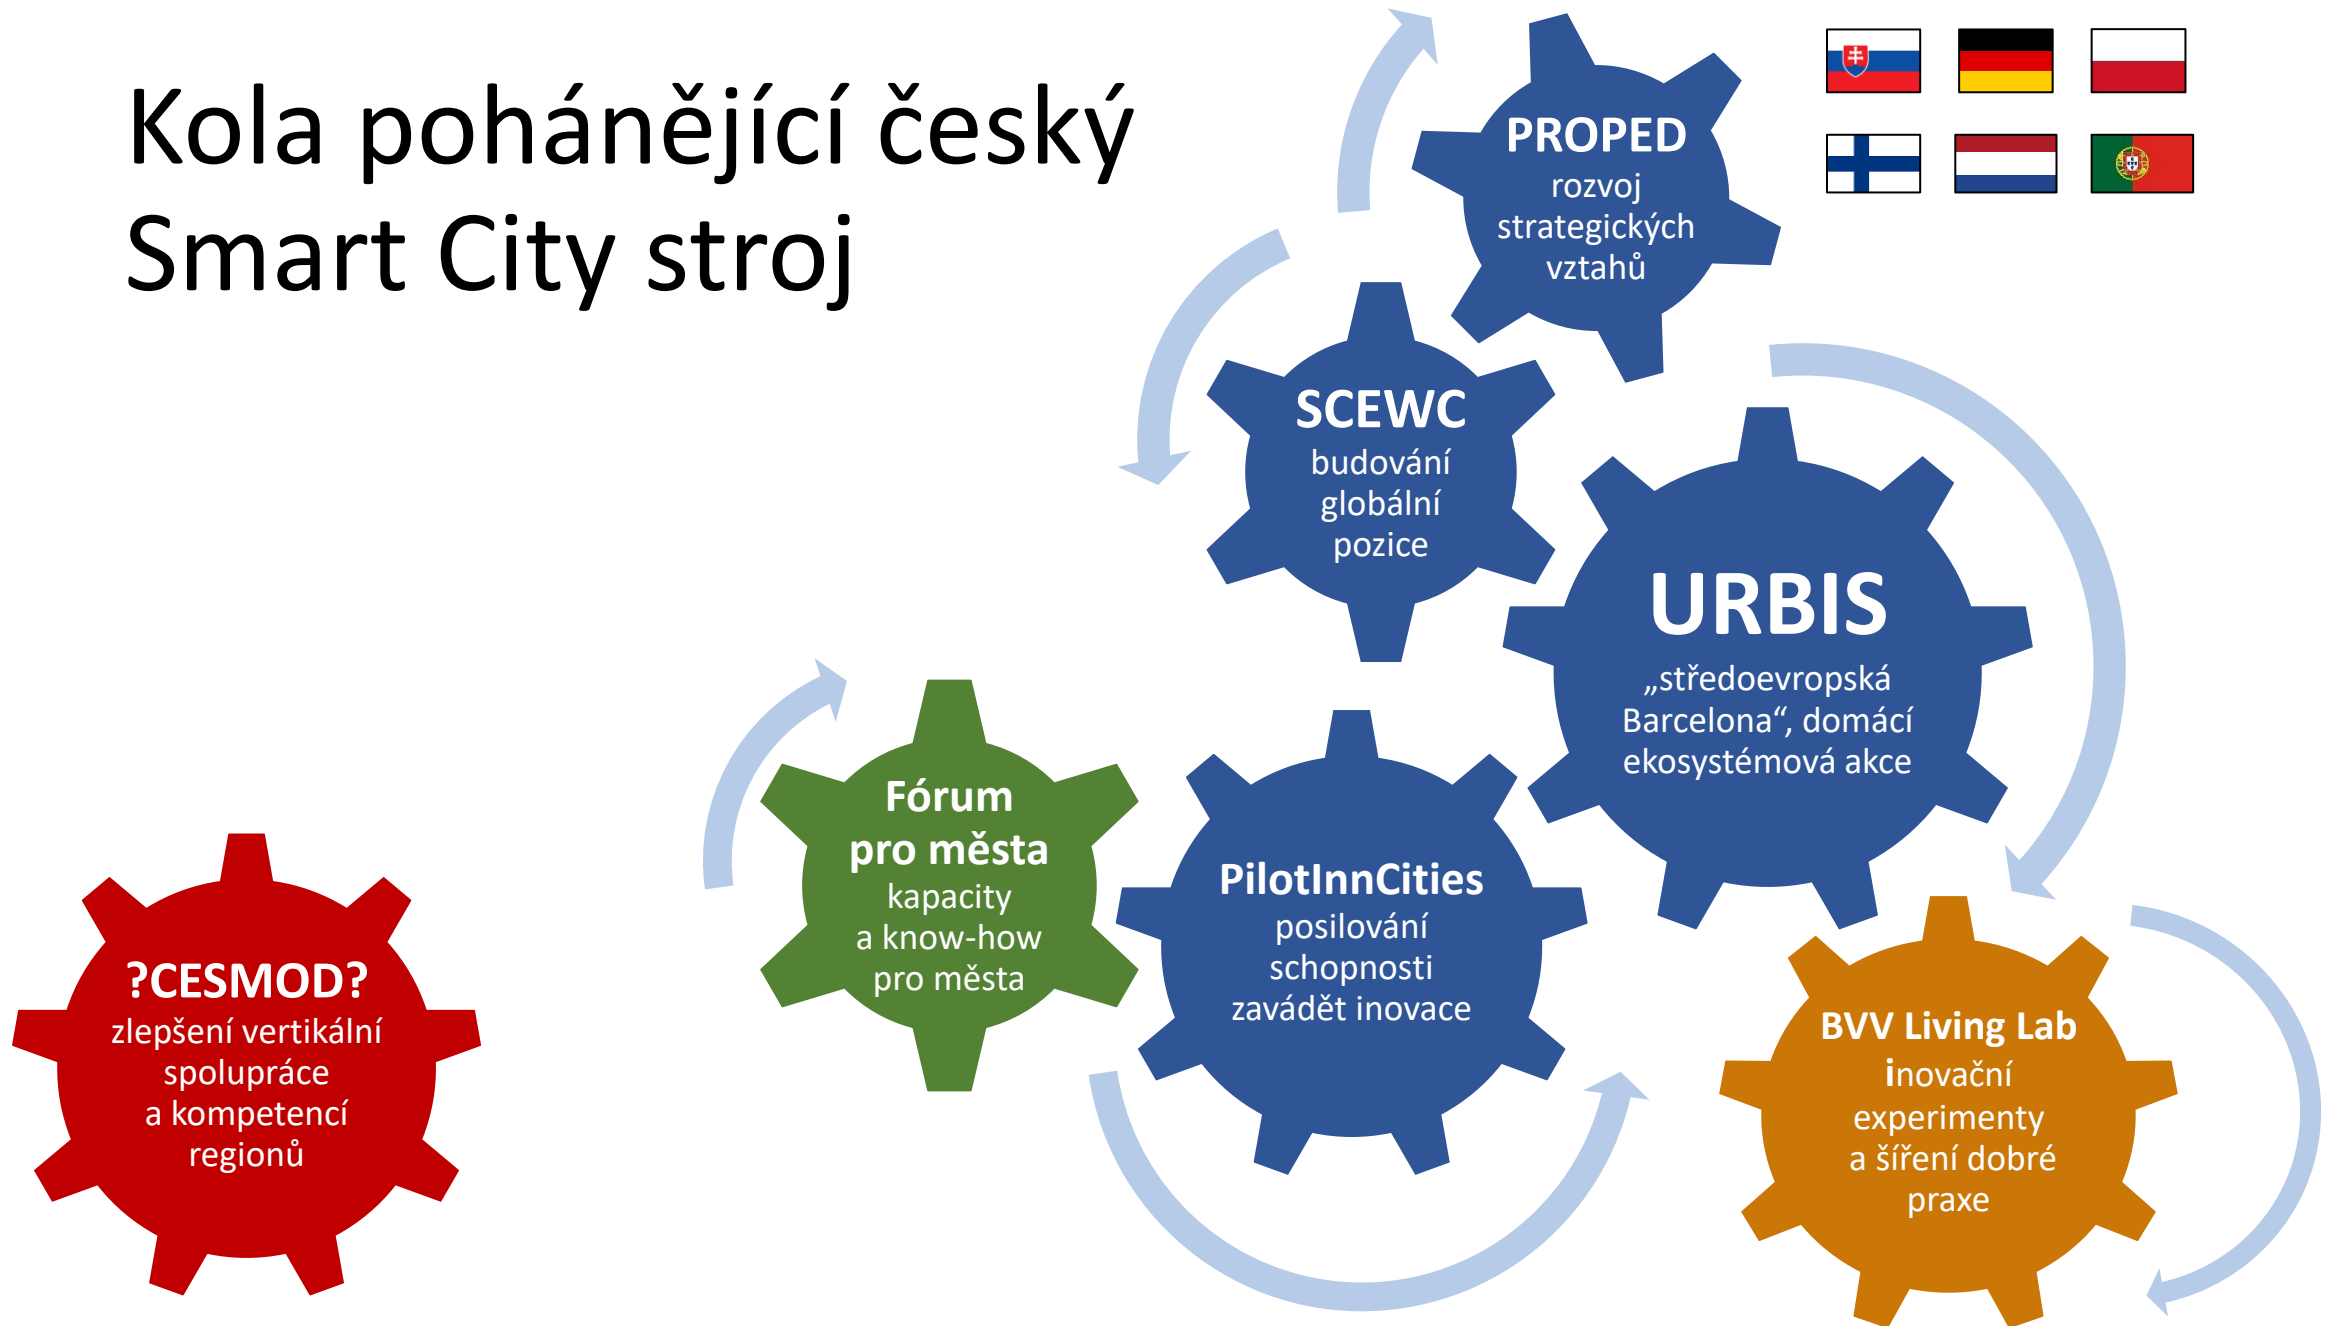 Kola pohánějící český
Smart City stroj
PROPED
rozvoj
strategických
vztahů
SCEWC
budování
globální
pozice
URBIS
„středoevropská
Barcelona“, domácí
ekosystémová akce
Fórum
pro města
kapacity
a know-how
pro města
PilotInnCities
posilování
schopnosti
zavádět inovace
?CESMOD?
zlepšení vertikální
spolupráce
a kompetencí
regionů
BVV Living Lab
inovační
experimenty
a šíření dobré
praxe